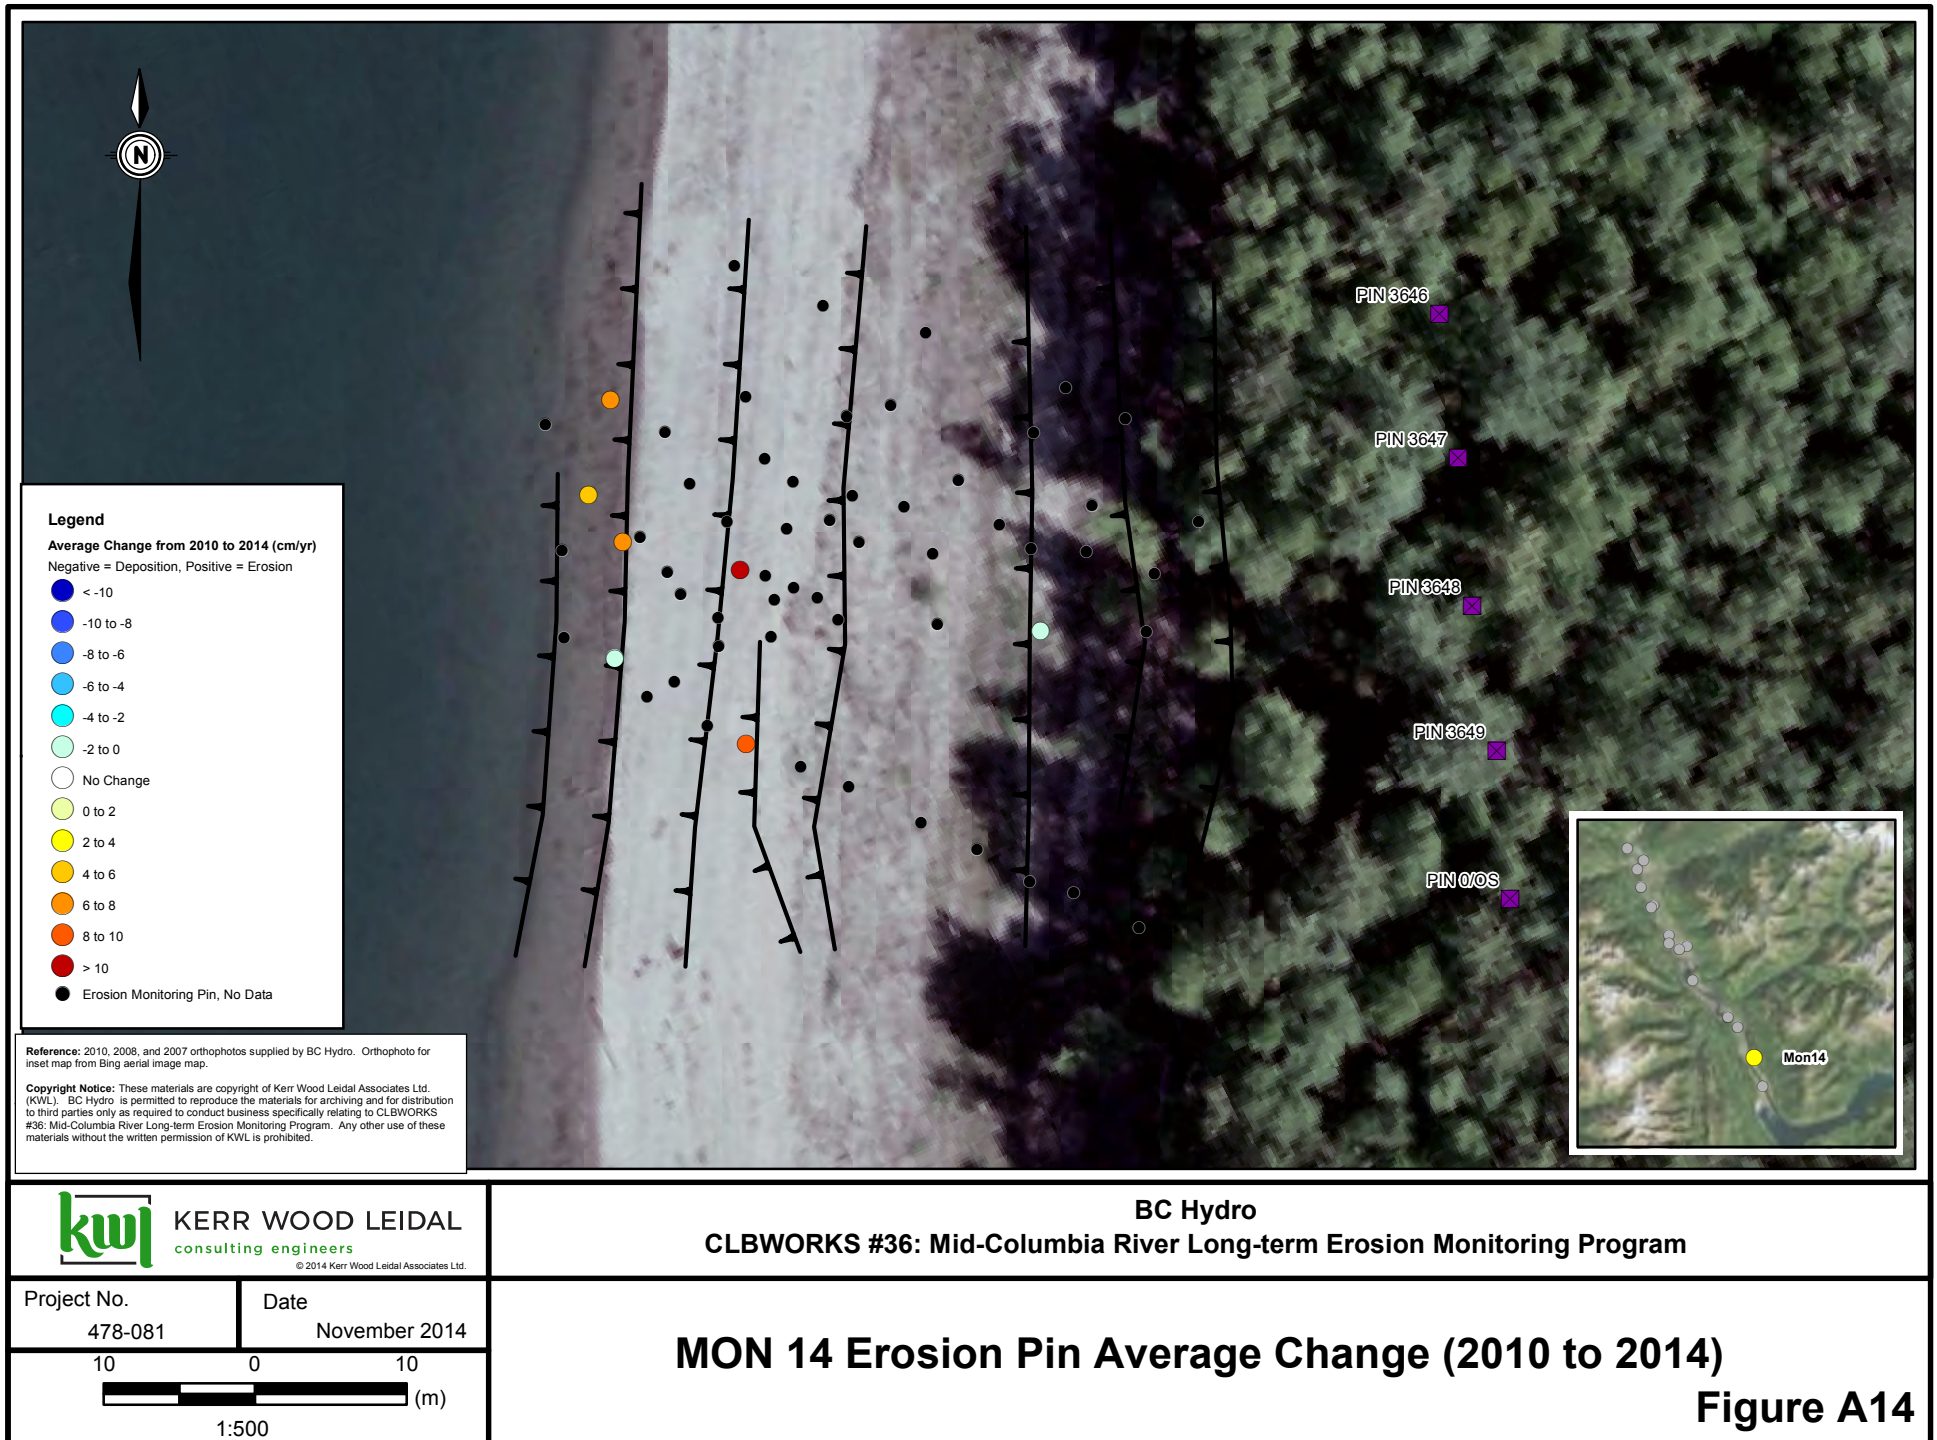 N
PIN 3646
PIN 3647
PIN 3648
PIN 3649
PIN 0/OS
Legend
Average Change from 2010 to 2014 (cm/yr)
Negative = Deposition, Positive = Erosion
< -10
-10 to -8
-8 to -6
-6 to -4
-4 to -2
-2 to 0
No Change
0 to 2
2 to 4
4 to 6
6 to 8
8 to 10
> 10
Erosion Monitoring Pin, No Data
Mon14
Reference: 2010, 2008, and 2007 orthophotos supplied by BC Hydro. Orthophoto for
inset map from Bing aerial image map.
Copyright Notice: These materials are copyright of Kerr Wood Leidal Associates Ltd.
(KWL). BC Hydro is permitted to reproduce the materials for archiving and for distribution
to third parties only as required to conduct business specifically relating to CLBWORKS
#36: Mid-Columbia River Long-term Erosion Monitoring Program. Any other use of these
materials without the written permission of KWL is prohibited.
kwl
KERR WOOD LEIDAL
consulting engineers
© 2014 Kerr Wood Leidal Associates Ltd.
BC Hydro
CLBWORKS #36: Mid-Columbia River Long-term Erosion Monitoring Program
Project No.
478-081
Date
November 2014
10 0 10
(m)
1:500
MON 14 Erosion Pin Average Change (2010 to 2014)
Figure A14